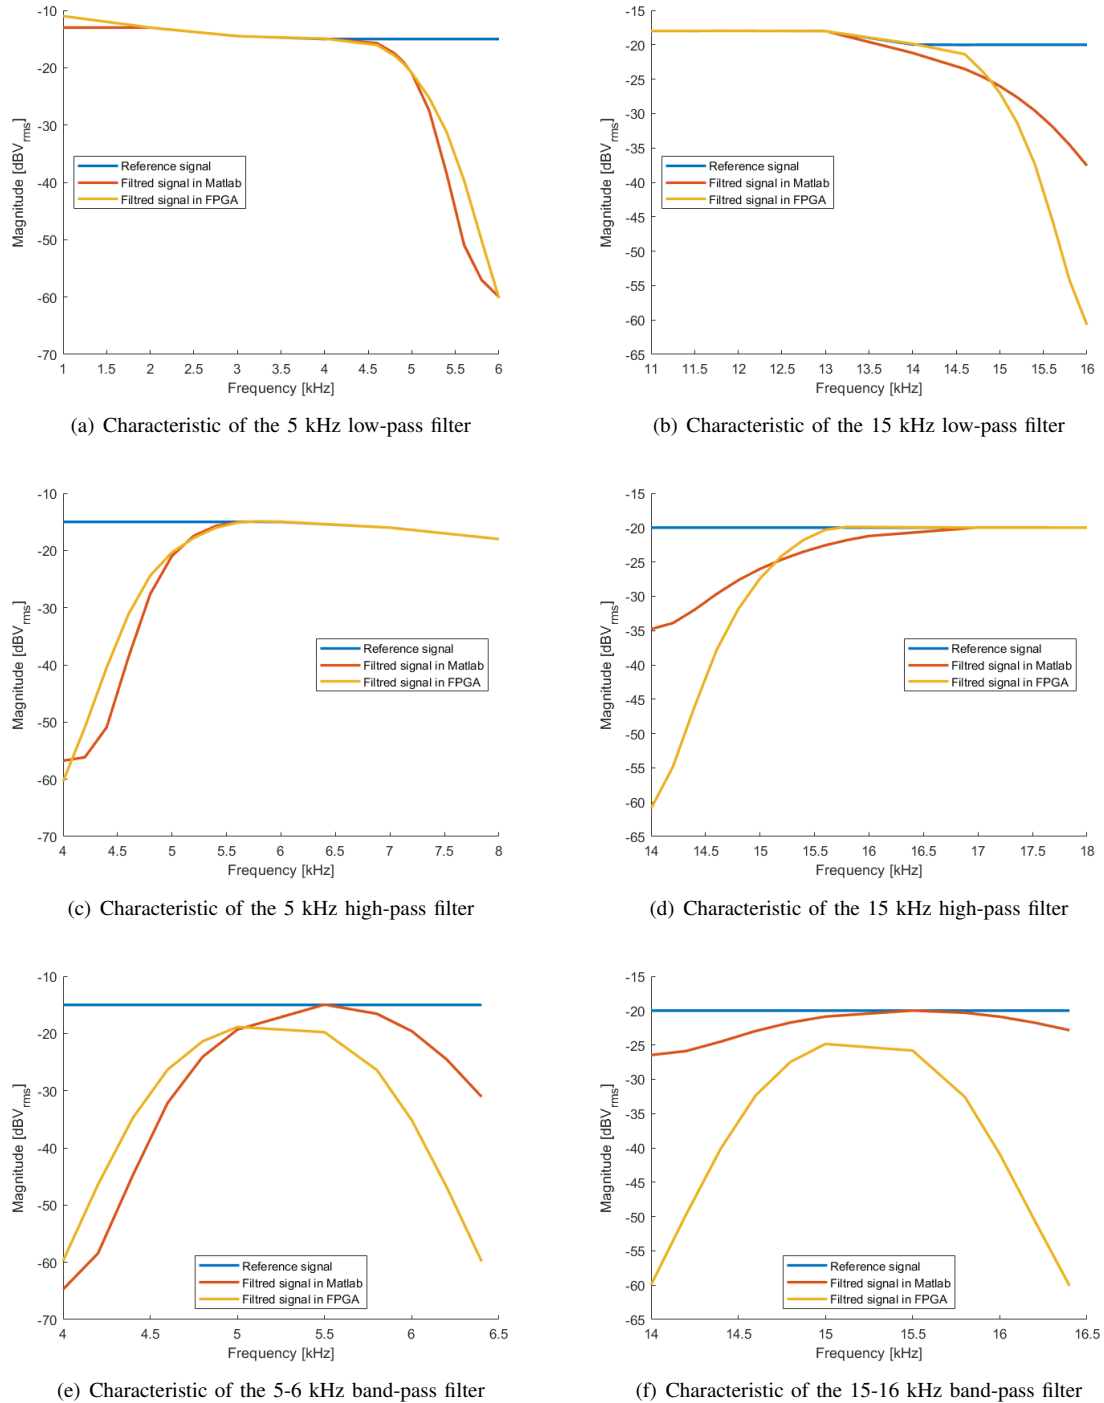 -10
-20
-30
-40
-50
-60
-70
Magnitude [dBVrms]
Reference signal
Filtred signal in Matlab
Filtred signal in FPGA
1 1.5 2 2.5 3 3.5 4 4.5 5 5.5 6
Frequency [kHz]
(a) Characteristic of the 5 kHz low-pass filter
-15
-20
-25
-30
-35
-40
-45
-50
-55
-60
-65
Magnitude [dBVrms]
Reference signal
Filtred signal in Matlab
Filtred signal in FPGA
11 11.5 12 12.5 13 13.5 14 14.5 15 15.5 16
Frequency [kHz]
(b) Characteristic of the 15 kHz low-pass filter
-10
-20
-30
-40
-50
-60
-70
Magnitude [dBVrms]
Reference signal
Filtred signal in Matlab
Filtred signal in FPGA
4 4.5 5 5.5 6 6.5 7 7.5 8
Frequency [kHz]
(c) Characteristic of the 5 kHz high-pass filter
-15
-20
-25
-30
-35
-40
-45
-50
-55
-60
-65
Magnitude [dBVrms]
Reference signal
Filtred signal in Matlab
Filtred signal in FPGA
14 14.5 15 15.5 16 16.5 17 17.5 18
Frequency [kHz]
(d) Characteristic of the 15 kHz high-pass filter
-10
-20
-30
-40
-50
-60
-70
Magnitude [dBVrms]
Reference signal
Filtred signal in Matlab
Filtred signal in FPGA
4 4.5 5 5.5 6 6.5
Frequency [kHz]
(e) Characteristic of the 5-6 kHz band-pass filter
-15
-20
-25
-30
-35
-40
-45
-50
-55
-60
-65
Magnitude [dBVrms]
Reference signal
Filtred signal in Matlab
Filtred signal in FPGA
14 14.5 15 15.5 16 16.5
Frequency [kHz]
(f) Characteristic of the 15-16 kHz band-pass filter